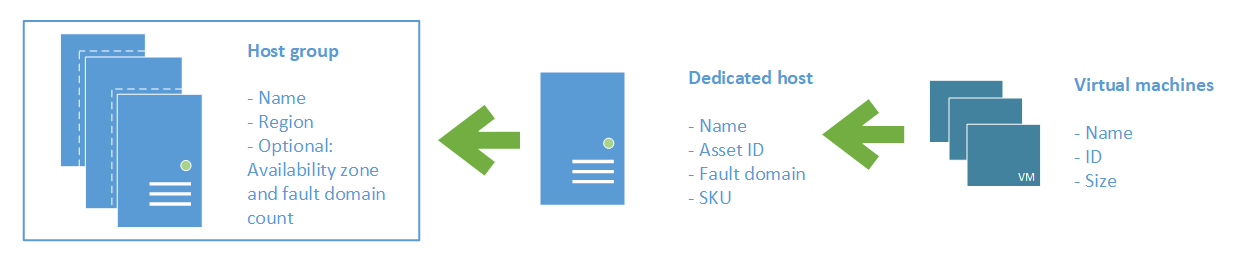 Host group
- Name
- Region
- Optional:
Availability zone
and fault domain
count
Dedicated host
- Name
- Asset ID
- Fault domain
- SKU
Virtual machines
- Name
- ID
- Size
VM